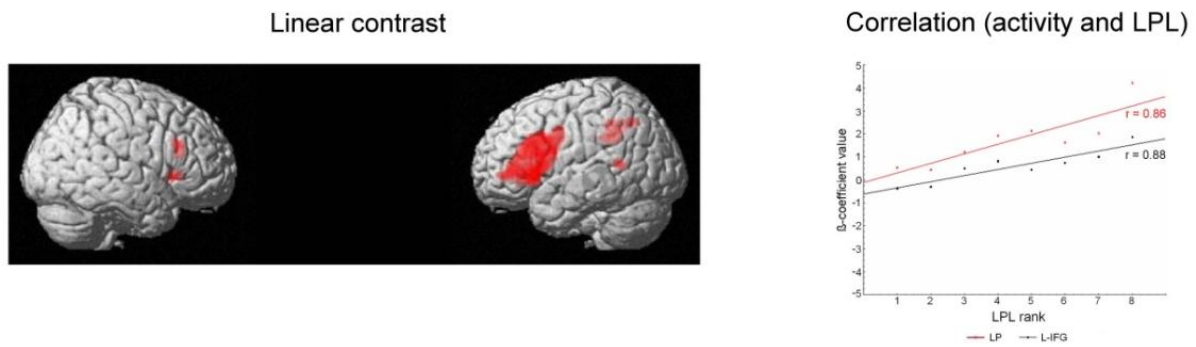 Linear contrast
Correlation (activity and LPL)
5
4
3
2
1
0
-1
-2
-3
-4
-5
ß-coefficient value
r = 0.86
r = 0.88
1 2 3 4 5 6 7 8
LPL rank
LP L-IFG